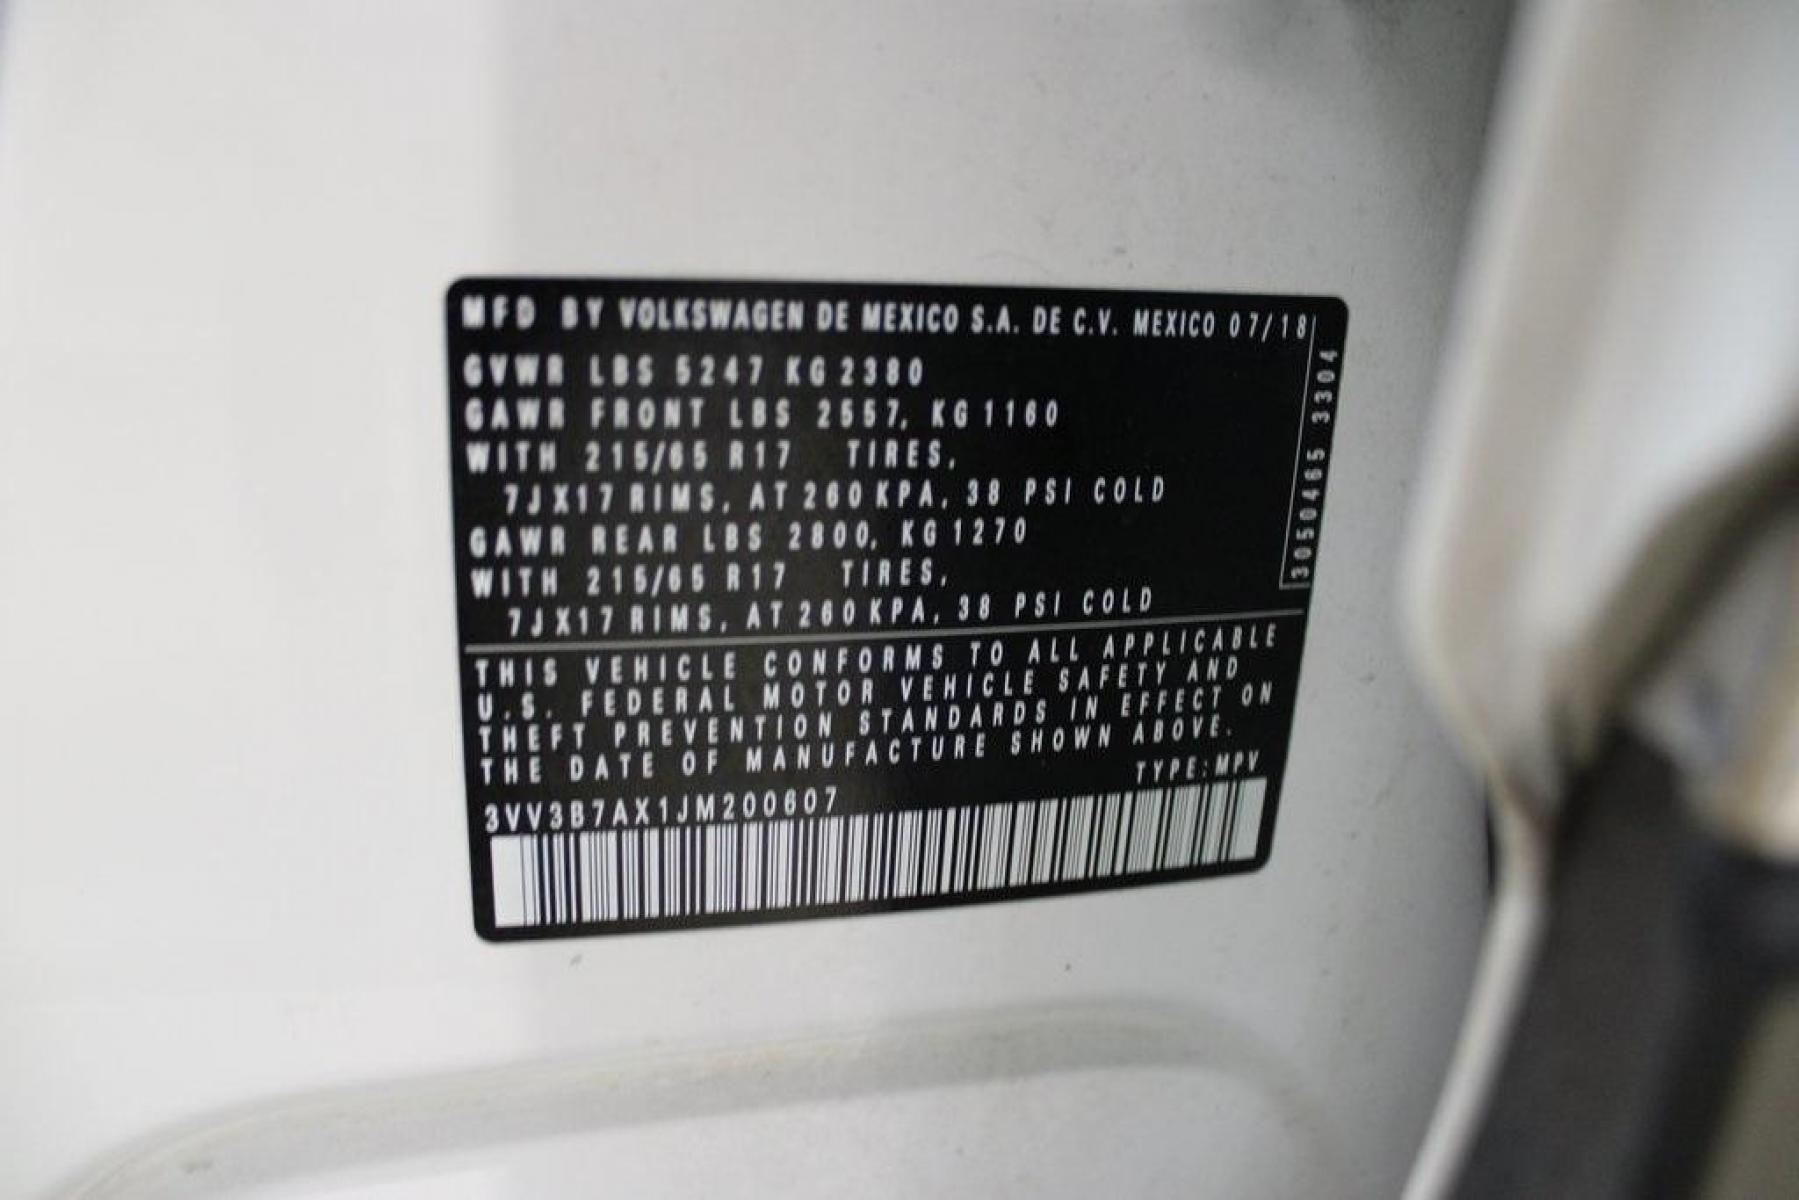 MFD BY VOLKSWAGEN DE MEXICO S.A. DE C.V. MEXICO 07/18
GVWR LBS 5247 KG 2380
GAWR FRONT LBS 2557, KG 1160
WITH 215/65 R17 TIRES,
7JX17 RIMS, AT 260 KPA, 38 PSI COLD
GAWR REAR LBS 2800, KG 1270
WITH 215/65 R17 TIRES,
7JX17 RIMS, AT 260 KPA, 38 PSI COLD
3050465 3304
THIS VEHICLE CONFORMS TO ALL APPLICABLE
U.S. FEDERAL MOTOR VEHICLE SAFETY AND
THEFT PREVENTION STANDARDS IN EFFECT ON
THE DATE OF MANUFACTURE SHOWN ABOVE.
TYPE: MPV
3VV3B7AX1JM200607